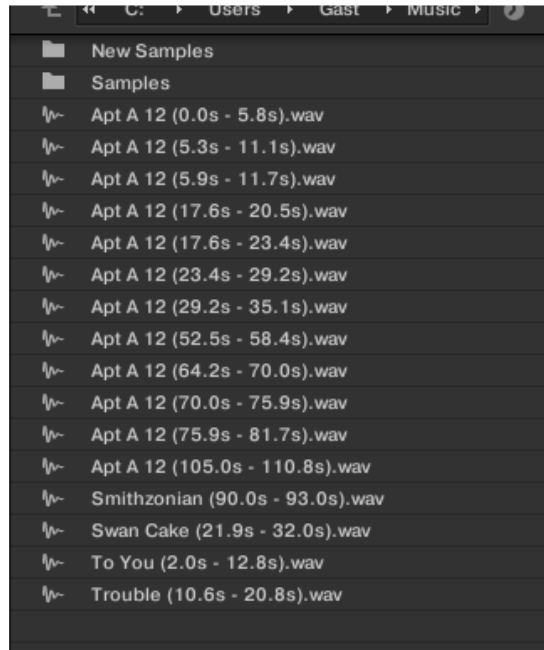 C: Users Gast Music
New Samples
Samples
Apt A 12 (0.0s - 5.8s).wav
Apt A 12 (5.3s - 11.1s).wav
Apt A 12 (5.9s - 11.7s).wav
Apt A 12 (17.6s - 20.5s).wav
Apt A 12 (17.6s - 23.4s).wav
Apt A 12 (23.4s - 29.2s).wav
Apt A 12 (29.2s - 35.1s).wav
Apt A 12 (52.5s - 58.4s).wav
Apt A 12 (64.2s - 70.0s).wav
Apt A 12 (70.0s - 75.9s).wav
Apt A 12 (75.9s - 81.7s).wav
Apt A 12 (105.0s - 110.8s).wav
Smithzonian (90.0s - 93.0s).wav
Swan Cake (21.9s - 32.0s).wav
To You (2.0s - 12.8s).wav
Trouble (10.6s - 20.8s).wav